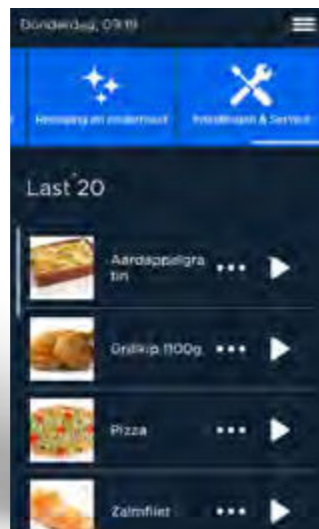 Donderdag, 09:19
Reiniging en onderhoud
Instellingen & Service
Last 20
Aardappelgra
tin
Grillkip 1100g
Pizza
Zalmfilet